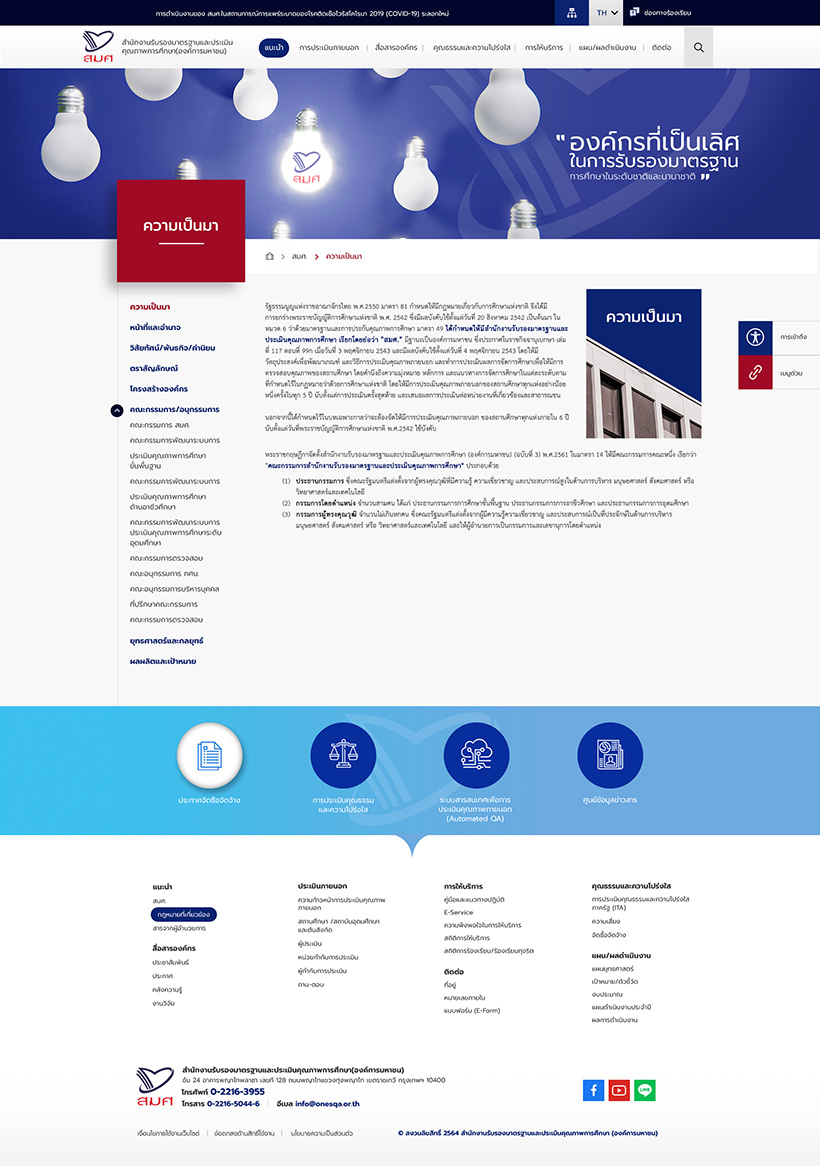 การดำเนินงานของ สมศ.ในสถานการณ์การแพร่ระบาดของโรคติดเชื้อไวรัสโคโรนา 2019 (COVID-19) ระลอกใหม่
TH
ช่องทางร้องเรียน
สมศ
สำนักงานรับรองมาตรฐานและประเมิน
คุณภาพการศึกษา(องค์การมหาชน)
แนะนำ
การประเมินภายนอก
สื่อสารองค์กร
คุณธรรมและความโปร่งใส
การให้บริการ
แผน/ผลดำเนินงาน
ติดต่อ
สมศ
"องค์กรที่เป็นเลิศ
ในการรับรองมาตรฐาน
การศึกษาในระดับชาติและนานาชาติ"
ความเป็นมา
สมศ.
ความเป็นมา
ความเป็นมา
หน้าที่และอำนาจ
วิสัยทัศน์/พันธกิจ/ค่านิยม
ตราสัญลักษณ์
โครงสร้างองค์กร
คณะกรรมการ/อนุกรรมการ
คณะกรรมการ สมศ.
คณะกรรมการพัฒนาระบบการ
ประเมินคุณภาพการศึกษา
ขั้นพื้นฐาน
คณะกรรมการพัฒนาระบบการ
ประเมินคุณภาพการศึกษา
ด้านอาชีวศึกษา
คณะกรรมการพัฒนาระบบการ
ประเมินคุณภาพการศึกษาระดับ
อุดมศึกษา
คณะกรรมการตรวจสอบ
คณะอนุกรรมการ กศน.
คณะอนุกรรมการบริหารบุคคล
ที่ปรึกษาคณะกรรมการ
คณะกรรมการตรวจสอบ
ยุทธศาสตร์และกลยุทธ์
ผลผลิตและเป้าหมาย
รัฐธรรมนูญแห่งราชอาณาจักรไทย พ.ศ.2550 มาตรา 81 กำหนดให้มีกฎหมายเกี่ยวกับการศึกษาแห่งชาติ จึงได้มี
การยกร่างพระราชบัญญัติการศึกษาแห่งชาติ พ.ศ. 2542 ซึ่งมีผลบังคับใช้ตั้งแต่วันที่ 20 สิงหาคม 2542 เป็นต้นมา ใน
หมวด 6 ว่าด้วยมาตรฐานและการประกันคุณภาพการศึกษา มาตรา 49 ได้กำหนดให้มีสำนักงานรับรองมาตรฐานและ
ประเมินคุณภาพการศึกษา เรียกโดยย่อว่า "สมศ." มีฐานะเป็นองค์การมหาชน ซึ่งประกาศในราชกิจจานุเบกษา เล่ม
ที่ 117 ตอนที่ 99ก เมื่อวันที่ 3 พฤศจิกายน 2543 และมีผลบังคับใช้ตั้งแต่วันที่ 4 พฤศจิกายน 2543 โดยให้มี
วัตถุประสงค์เพื่อพัฒนาเกณฑ์ และวิธีการประเมินคุณภาพภายนอก และทำการประเมินผลการจัดการศึกษาเพื่อให้มีการ
ตรวจสอบคุณภาพของสถานศึกษา โดยคำนึงถึงความมุ่งหมาย หลักการ และแนวทางการจัดการศึกษาในแต่ละระดับตาม
ที่กำหนดไว้ในกฎหมายว่าด้วยการศึกษาแห่งชาติ โดยให้มีการประเมินคุณภาพภายนอกของสถานศึกษาทุกแห่งอย่างน้อย
หนึ่งครั้งในทุก 5 ปี นับตั้งแต่การประเมินครั้งสุดท้าย และเสนอผลการประเมินต่อหน่วยงานที่เกี่ยวข้องและสาธารณชน
นอกจากนี้ได้กำหนดไว้ในบทเฉพาะกาลว่าจะต้องจัดให้มีการประเมินคุณภาพภายนอก ของสถานศึกษาทุกแห่งภายใน 6 ปี
นับตั้งแต่วันที่พระราชบัญญัติการศึกษาแห่งชาติ พ.ศ.2542 ใช้บังคับ
ความเป็นมา
พระราชกฤษฎีกาจัดตั้งสำนักงานรับรองมาตรฐานและประเมินคุณภาพการศึกษา (องค์การมหาชน) (ฉบับที่ 3) พ.ศ.2561 ในมาตรา 14 ให้มีคณะกรรมการคณะหนึ่ง เรียกว่า
"คณะกรรมการสำนักงานรับรองมาตรฐานและประเมินคุณภาพการศึกษา" ประกอบด้วย
(1) ประธานกรรมการ ซึ่งคณะรัฐมนตรีแต่งตั้งจากผู้ทรงคุณวุฒิที่มีความรู้ ความเชี่ยวชาญ และประสบการณ์สูงในด้านการบริหาร มนุษยศาสตร์ สังคมศาสตร์ หรือ
วิทยาศาสตร์และเทคโนโลยี
(2) กรรมการโดยตำแหน่ง จำนวนสามคน ได้แก่ ประธานกรรมการการศึกษาขั้นพื้นฐาน ประธานกรรมการการอาชีวศึกษา และประธานกรรมการการอุดมศึกษา
(3) กรรมการผู้ทรงคุณวุฒิ จำนวนไม่เกินหกคน ซึ่งคณะรัฐมนตรีแต่งตั้งจากผู้มีความรู้ความเชี่ยวชาญ และประสบการณ์เป็นที่ประจักษ์ในด้านการบริหาร
มนุษยศาสตร์ สังคมศาสตร์ หรือ วิทยาศาสตร์และเทคโนโลยี และให้ผู้อำนวยการเป็นกรรมการและเลขานุการโดยตำแหน่ง
การเข้าถึง
เมนูด่วน
ประกาศจัดซื้อจัดจ้าง
การประเมินคุณธรรม
และความโปร่งใส
ระบบสารสนเทศเพื่อการ
ประเมินคุณภาพภายนอก
(Automated QA)
ศูนย์ข้อมูลข่าวสาร
แนะนำ
สมศ.
กฎหมายที่เกี่ยวข้อง
สารจากผู้อำนวยการ
สื่อสารองค์กร
ประชาสัมพันธ์
ประกาศ
คลังความรู้
งานวิจัย
ประเมินภายนอก
ความก้าวหน้าการประเมินคุณภาพ
ภายนอก
สถานศึกษา /สถาบันอุดมศึกษา
และต้นสังกัด
ผู้ประเมิน
หน่วยกำกับการประเมิน
ผู้กำกับการประเมิน
ถาม-ตอบ
การให้บริการ
คู่มือและแนวทางปฏิบัติ
E-Service
ความพึงพอใจในการให้บริการ
สถิติการให้บริการ
สถิติการร้องเรียน/ร้องเรียนทุจริต
ติดต่อ
ที่อยู่
หมายเลขภายใน
แบบฟอร์ม (E-Form)
คุณธรรมและความโปร่งใส
การประเมินคุณธรรมและความโปร่งใส
ภาครัฐ (ITA)
ความเสี่ยง
จัดซื้อจัดจ้าง
แผน/ผลดำเนินงาน
แผนยุทธศาสตร์
เป้าหมาย/ตัวชี้วัด
งบประมาณ
แผนดำเนินงานประจำปี
ผลการดำเนินงาน
สมศ
สำนักงานรับรองมาตรฐานและประเมินคุณภาพการศึกษา(องค์การมหาชน)
ชั้น 24 อาคารพญาไทพลาซา เลขที่ 128 ถนนพญาไทแขวงทุ่งพญาไท เขตราชเทวี กรุงเทพฯ 10400
โทรศัพท์ 0-2216-3955
โทรสาร 0-2216-5044-6 อีเมล info@onesqa.or.th
เงื่อนไขการใช้งานเว็บไซต์
ข้อตกลงด้านสิทธิ์ใช้งาน
นโยบายความเป็นส่วนตัว
© สงวนลิขสิทธิ์ 2564 สำนักงานรับรองมาตรฐานและประเมินคุณภาพการศึกษา (องค์การมหาชน)